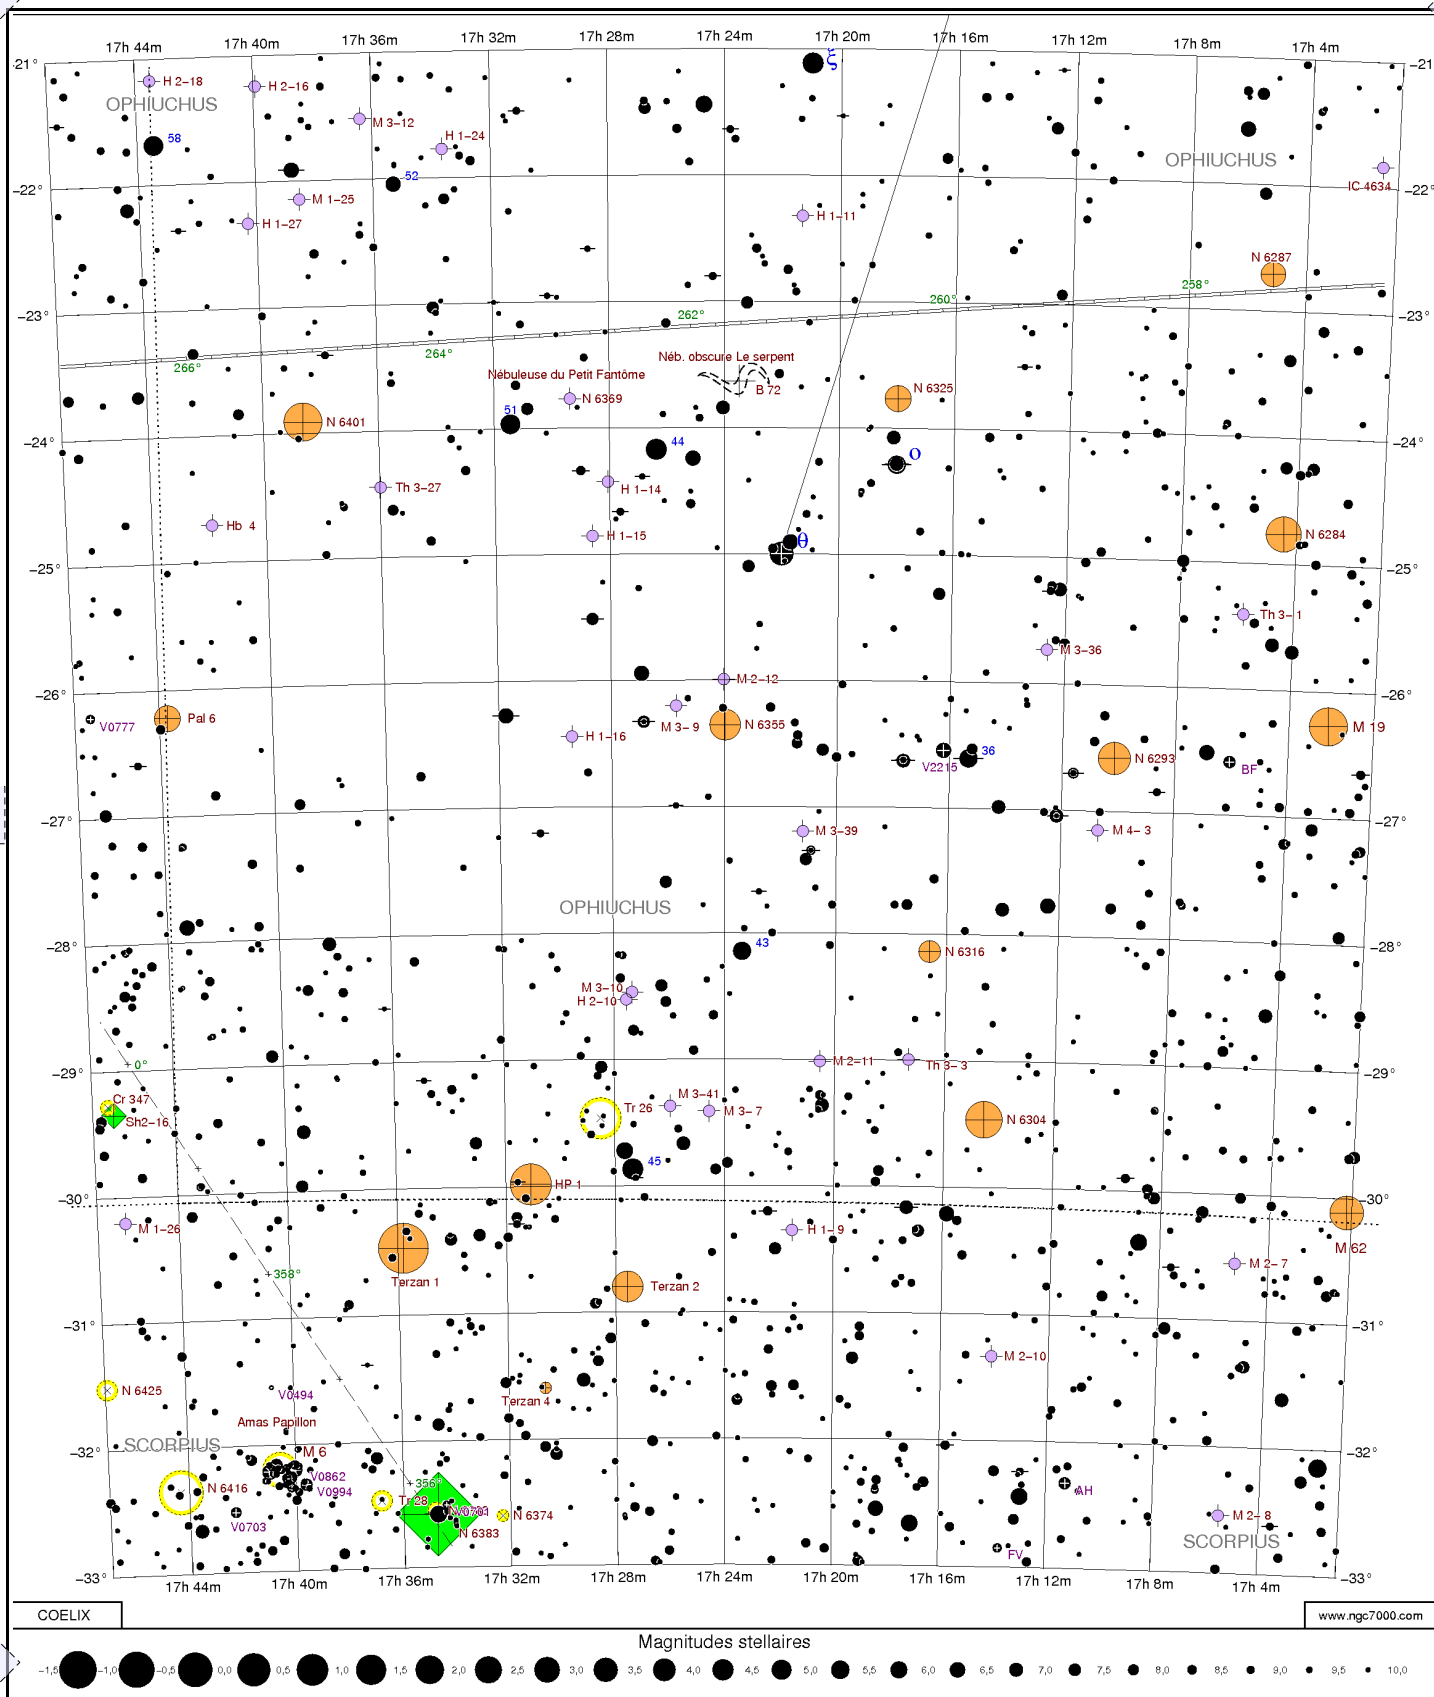 17h 44m 17h 40m 17h 36m 17h 32m 17h 28m 17h 24m 17h 20m 17h 16m 17h 12m 17h 8m 17h 4m
-21° ξ -21°
H 2-18 H 2-16
OPHIUCHUS
M 3-12
H 1-24
58
OPHIUCHUS
52
IC 4634
-22° -22°
M 1-25
H 1-27 H 1-11
N 6287
258°
260°
-23° 262° -23°
264°
266°
Néb. obscure Le serpent
Nébuleuse du Petit Fantôme
B 72 N 6325
N 6369
51
N 6401
-24° 44 ο -24°
Th 3-27 H 1-14
Hb 4
H 1-15 θ N 6284
-25° -25°
Th 3-1
M 3-36
-26° M 2-12 -26°
Pal 6
V0777 M 3-9 N 6355 M 19
H 1-16 36
V2215 N 6293 BF
-27° -27°
M 3-39 M 4-3
OPHIUCHUS
-28° 43 -28°
N 6316
M 3-10
H 2-10
0° M 2-11 Th 3-3
-29° -29°
Cr 347 M 3-41
Tr 26 M 3-7
Sh2-16 N 6304
45
HP 1
-30° -30°
M 1-26 H 1-9
M 62
M 2-7
358°
Terzan 1 Terzan 2
-31° -31°
M 2-10
N 6425 V0494
Terzan 4
Amas Papillon
SCORPIUS M 6
-32° -32°
V0862
356°
N 6416 V0994 AH
Tr 28
V0701
N 6374 M 2-8
V0703
N 6383
SCORPIUS
FV
-33° -33°
17h 44m 17h 40m 17h 36m 17h 32m 17h 28m 17h 24m 17h 20m 17h 16m 17h 12m 17h 8m 17h 4m
COELIX www.ngc7000.com
Magnitudes stellaires
-1,5 -1,0 -0,5 0,0 0,5 1,0 1,5 2,0 2,5 3,0 3,5 4,0 4,5 5,0 5,5 6,0 6,5 7,0 7,5 8,0 8,5 9,0 9,5 10,0